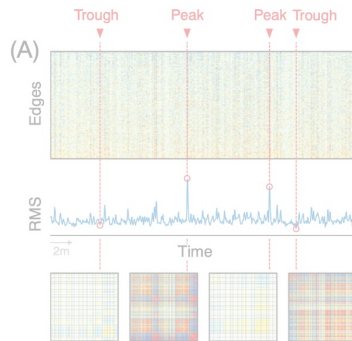 Trough Peak Peak Trough
(A)
Edges
RMS
Time
2m